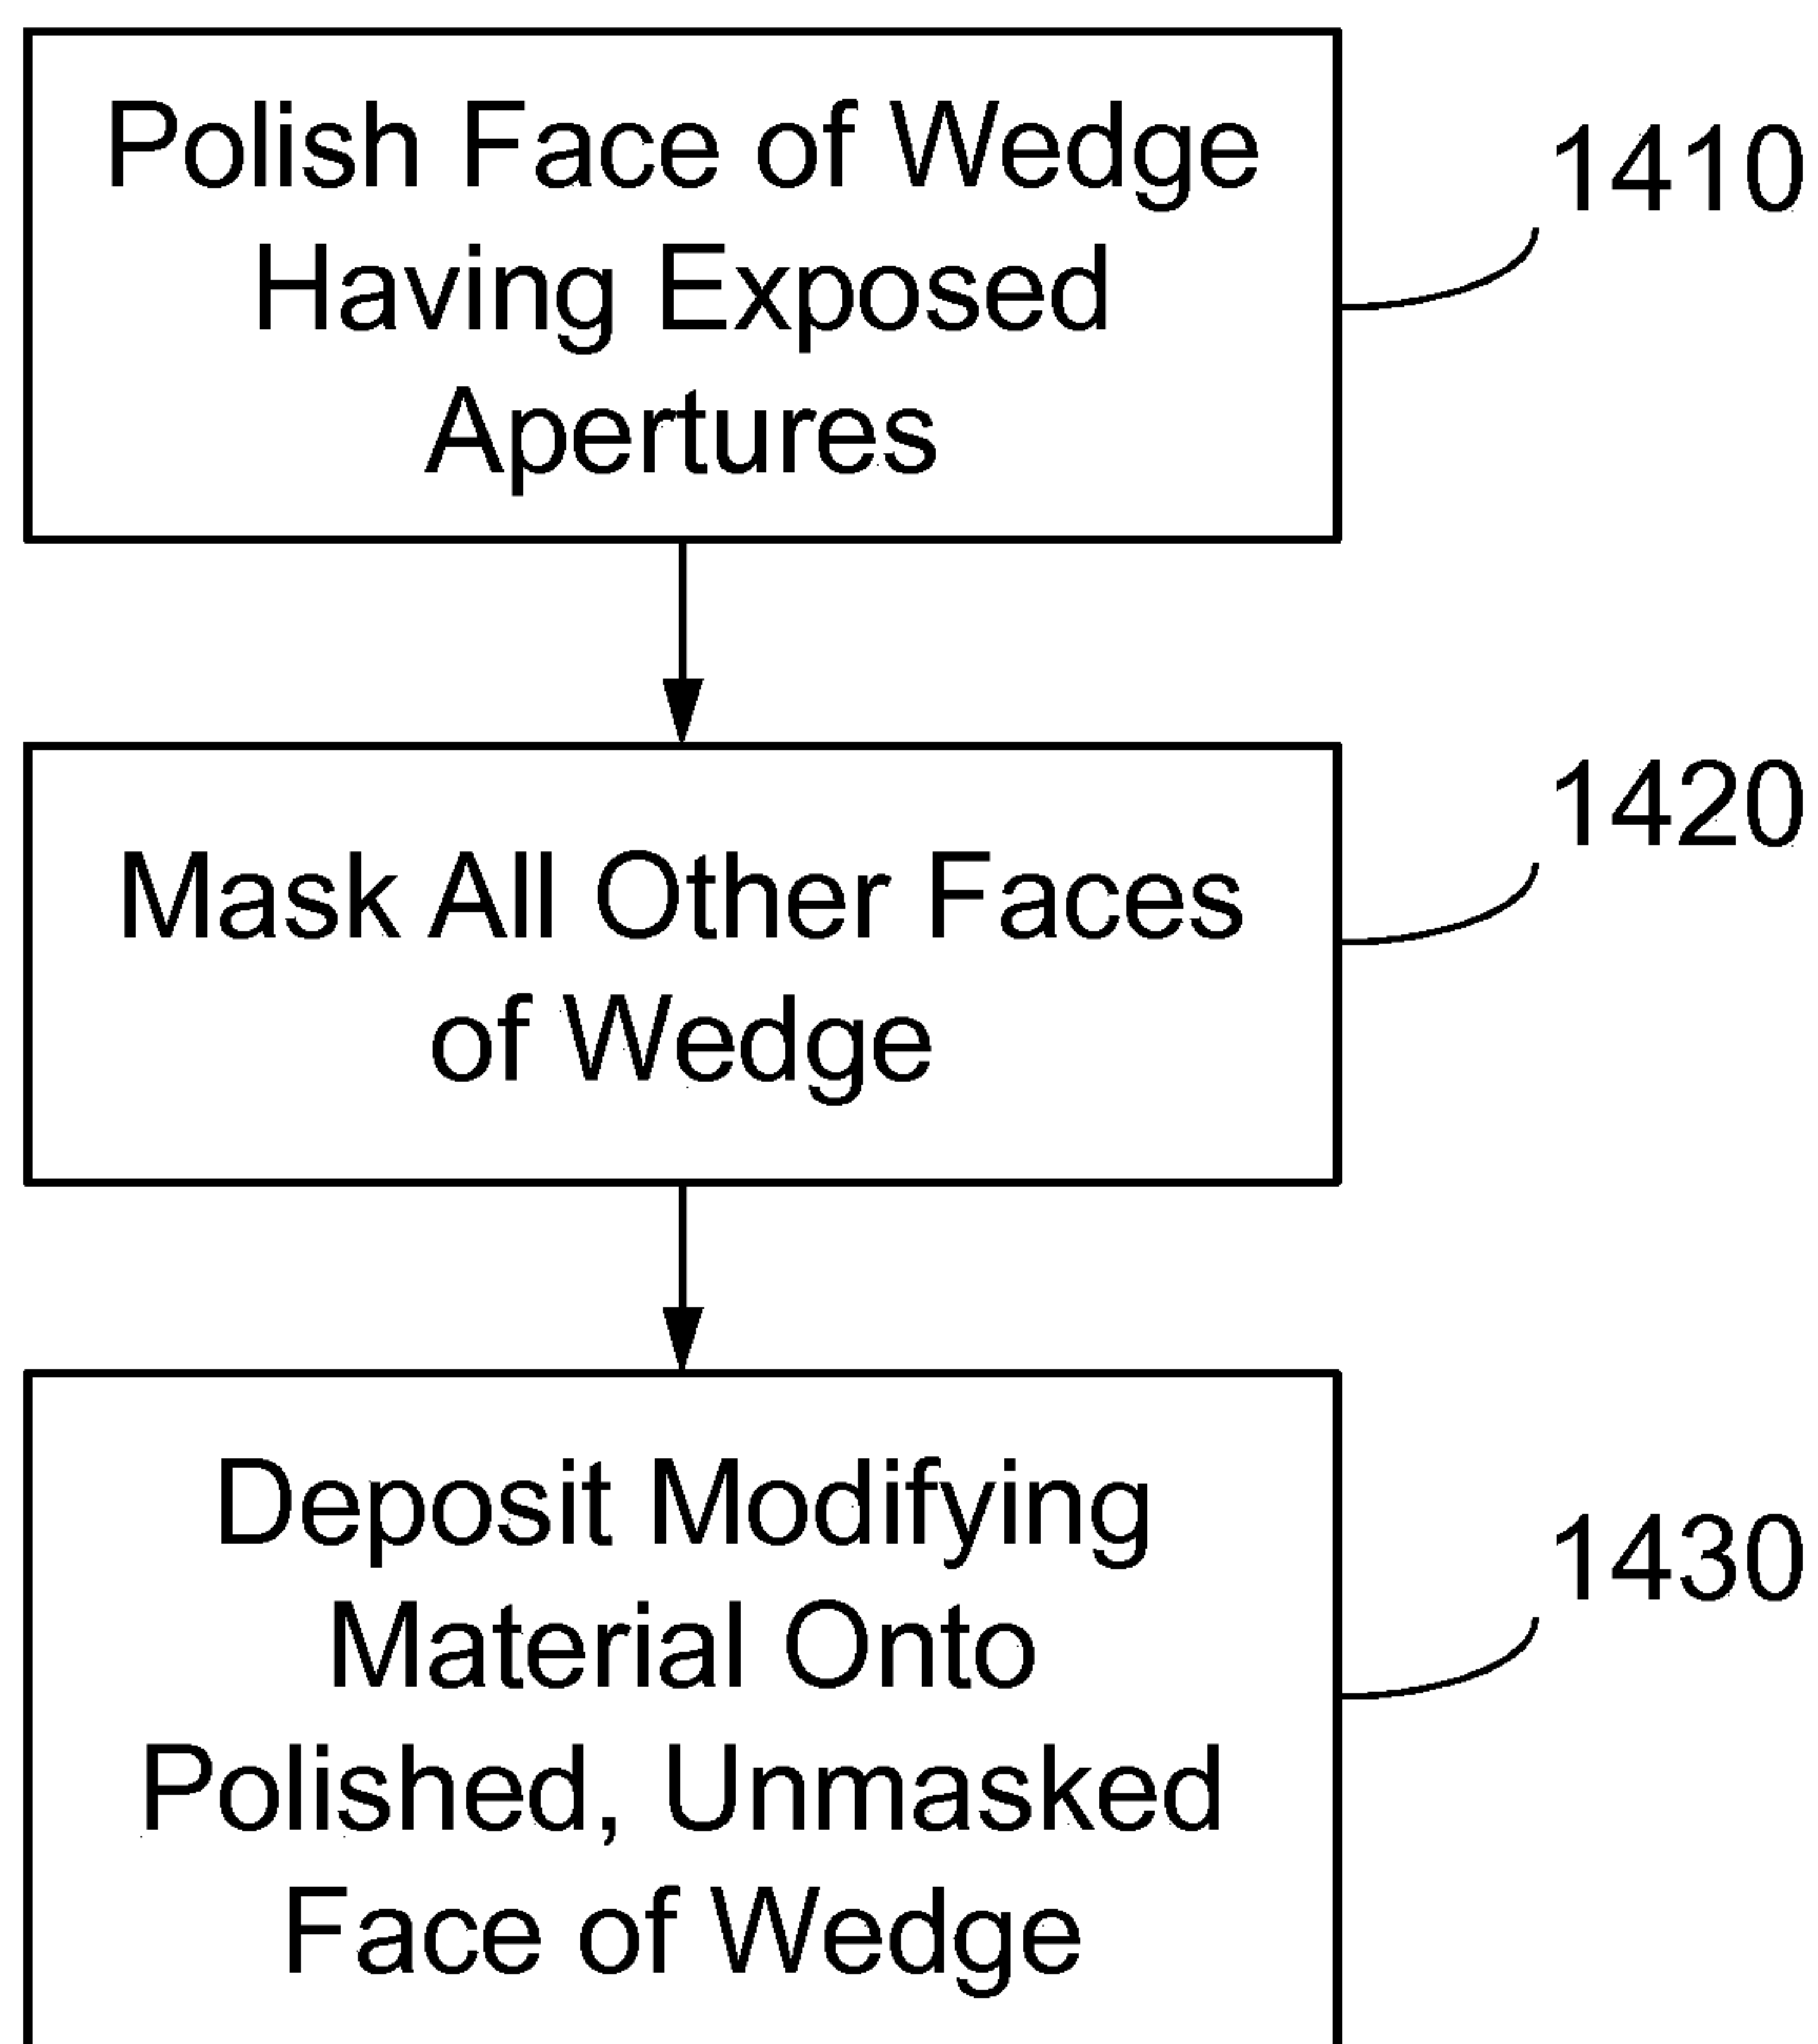 Polish Face of Wedge
Having Exposed
Apertures
1410
Mask All Other Faces
of Wedge
1420
Deposit Modifying
Material Onto
Polished, Unmasked
Face of Wedge
1430